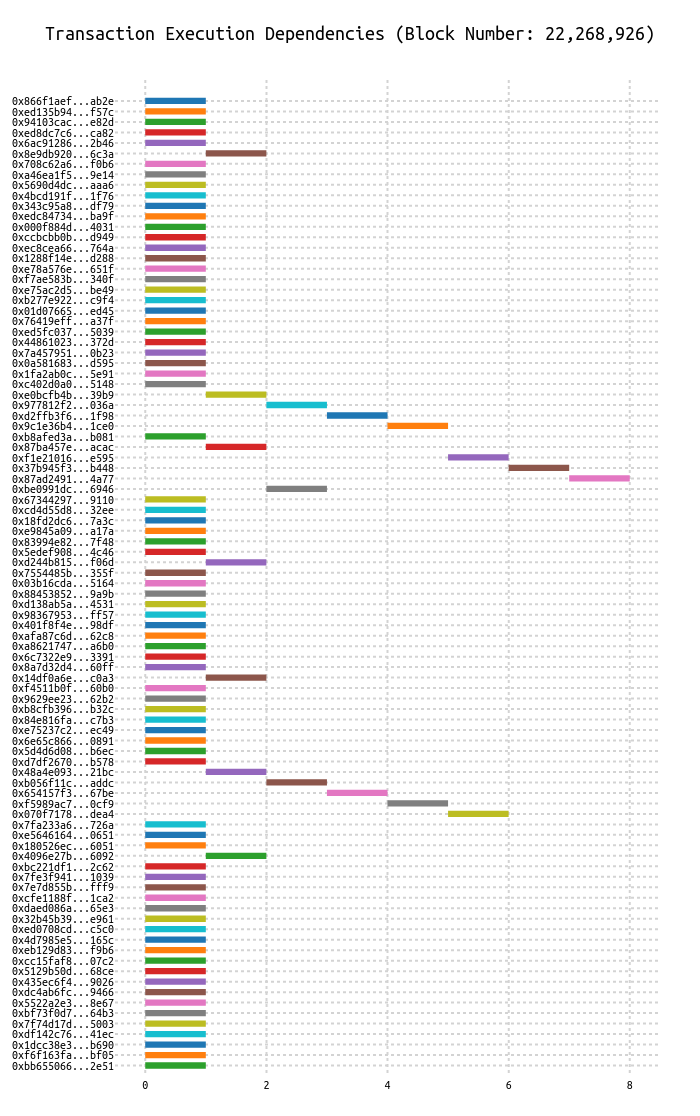 Transaction Execution Dependencies (Block Number: 22,268,926)
0x866f1aef...ab2e
0xed135b94...f57c
0x94103cac...e82d
0xed8dc7c6...ca82
0x6ac91286...2b46
0x8e9db920...6c3a
0x708c62a6...f0b6
0xa46ea1f5...9e14
0x5690d4dc...aaa6
0x4bcd191f...1f76
0x343c95a8...df79
0xedc84734...ba9f
0x000f884d...4031
0xccbcbb0b...d949
0xec8cea66...764a
0x1288f14e...d288
0xe78a576e...651f
0xf7ae583b...340f
0xe75ac2d5...be49
0xb277e922...c9f4
0x01d07665...ed45
0x76419eff...a37f
0xed5fc037...5039
0x44861023...372d
0x7a457951...0b23
0x0a581683...d595
0x1fa2ab0c...5e91
0xc402d0a0...5148
0xe0bcfb4b...39b9
0x977812f2...036a
0xd2ffb3f6...1f98
0x9c1e36b4...1ce0
0xb8afed3a...b081
0x87ba457e...acac
0xf1e21016...e595
0x37b945f3...b448
0x87ad2491...4a77
0xbe0991dc...6946
0x67344297...9110
0xcd4d55d8...32ee
0x18fd2dc6...7a3c
0xe9845a09...a17a
0x83994e82...7f48
0x5edef908...4c46
0xd244b815...f06d
0x7554485b...355f
0x03b16cda...5164
0x88453852...9a9b
0xd138ab5a...4531
0x98367953...ff57
0x401f8f4e...98df
0xafa87c6d...62c8
0xa8621747...a6b0
0x6c7322e9...3391
0x8a7d32d4...60ff
0x14df0a6e...c0a3
0xf4511b0f...60b0
0x9629ee23...62b2
0xb8cfb396...b32c
0x84e816fa...c7b3
0xe75237c2...ec49
0x6e65c866...0891
0x5d4d6d08...b6ec
0xd7df2670...b578
0x48a4e093...21bc
0xb056f11c...addc
0x654157f3...67be
0xf5989ac7...0cf9
0x070f7178...dea4
0x7fa233a6...726a
0xe5646164...0651
0x180526ec...6051
0x4096e27b...6092
0xbc221df1...2c62
0x7fe3f941...1039
0x7e7d855b...fff9
0xcfe1188f...1ca2
0xdaed086a...65e3
0x32b45b39...e961
0xed0708cd...c5c0
0x4d7985e5...165c
0xeb129d83...f9b6
0xcc15faf8...07c2
0x5129b50d...68ce
0x435ec6f4...9026
0xdc4ab6fc...9466
0x5522a2e3...8e67
0xbf73f0d7...64b3
0x7f74d17d...5003
0xdf142c76...41ec
0x1dcc38e3...b690
0xf6f163fa...bf05
0xbb655066...2e51
0 2 4 6 8